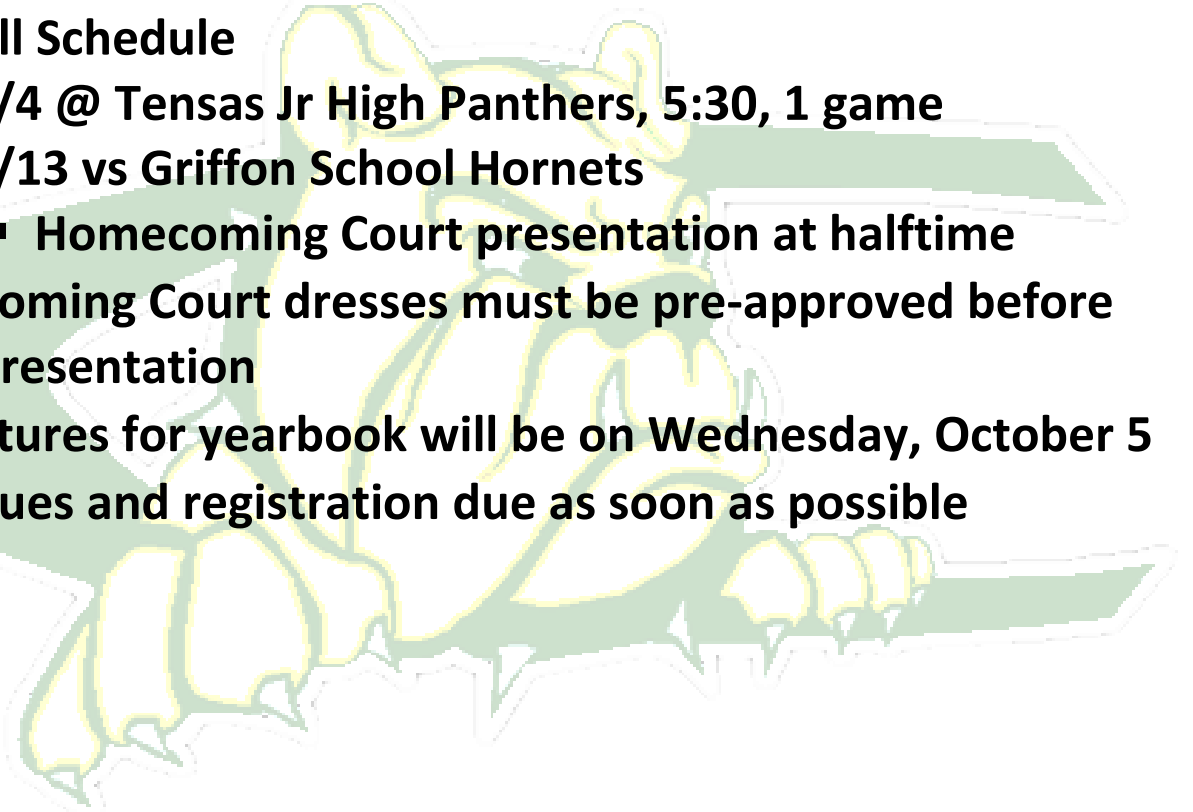 ll Schedule
/4 @ Tensas Jr High Panthers, 5:30, 1 game
/13 vs Griffon School Hornets
▪ Homecoming Court presentation at halftime
oming Court dresses must be pre-approved before
resentation
tures for yearbook will be on Wednesday, October 5
ues and registration due as soon as possible